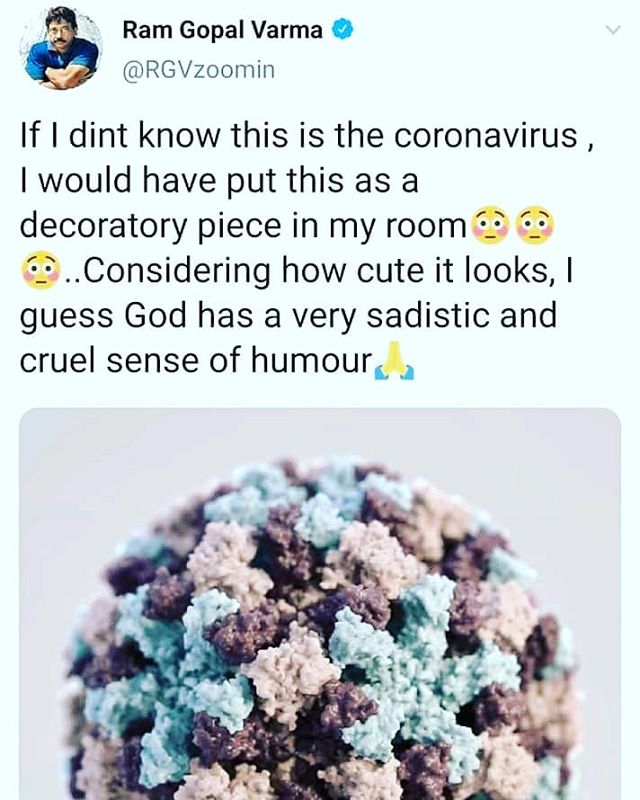 Ram Gopal Varma
@RGVzoomin
If I dint know this is the coronavirus ,
I would have put this as a
decoratory piece in my room😳😳
😳..Considering how cute it looks, I
guess God has a very sadistic and
cruel sense of humour🙏